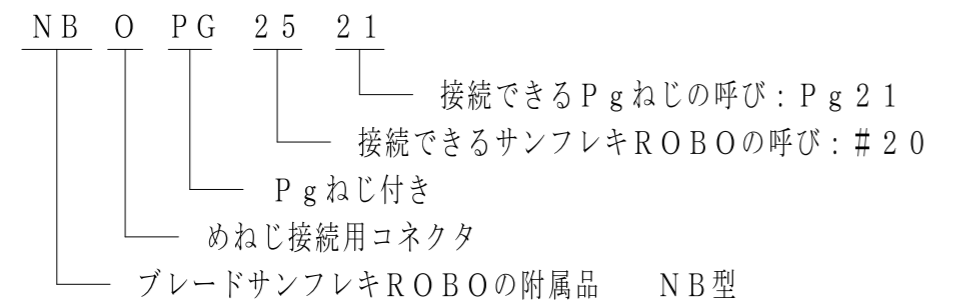 NB O PG 25 21
接続できるPgねじの呼び：Pg21
接続できるサンフレキROBOの呼び：#20
Pgねじ付き
めねじ接続用コネクタ
ブレードサンフレキROBOの附属品　NB型